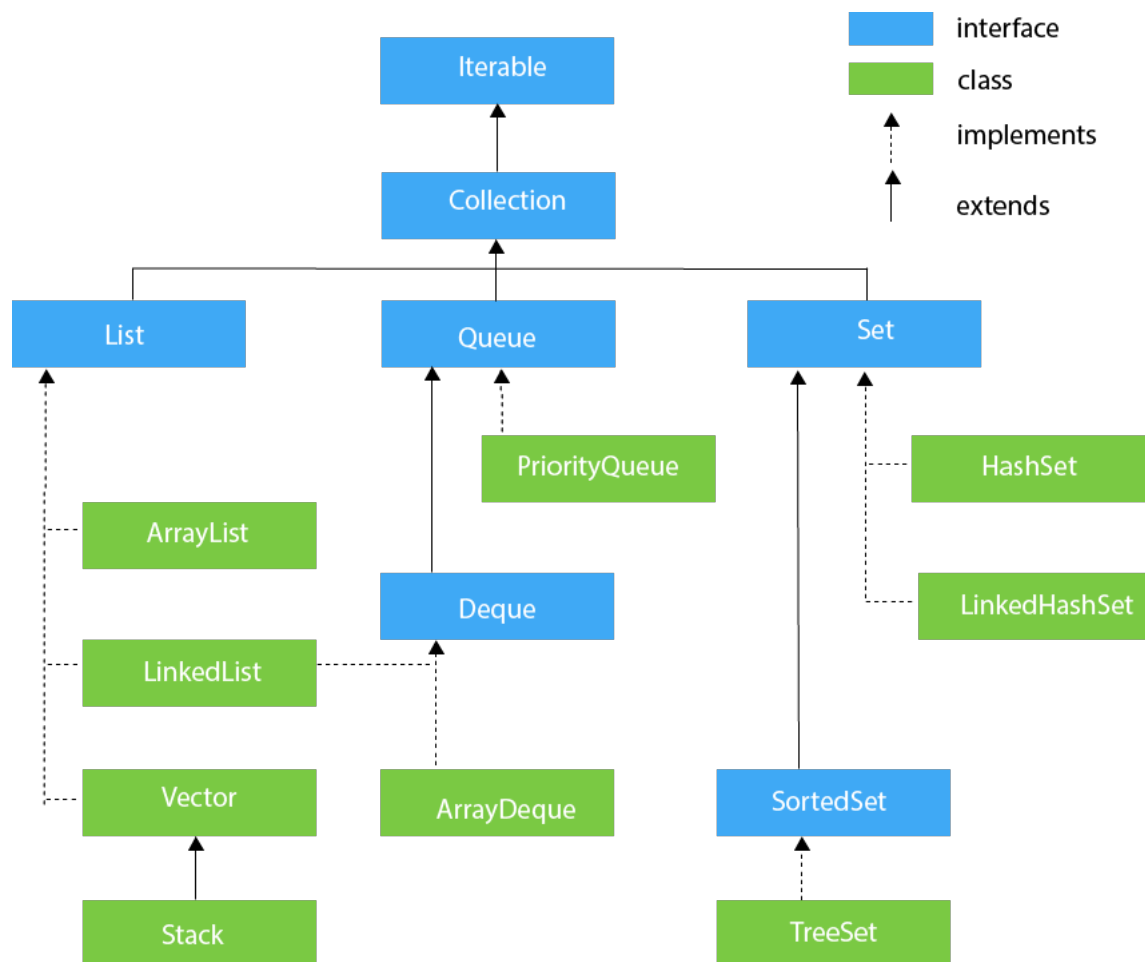 interface
Iterable
class
implements
Collection
extends
List
Queue
Set
PriorityQueue
HashSet
ArrayList
Deque
LinkedHashSet
LinkedList
Vector
ArrayDeque
SortedSet
Stack
TreeSet